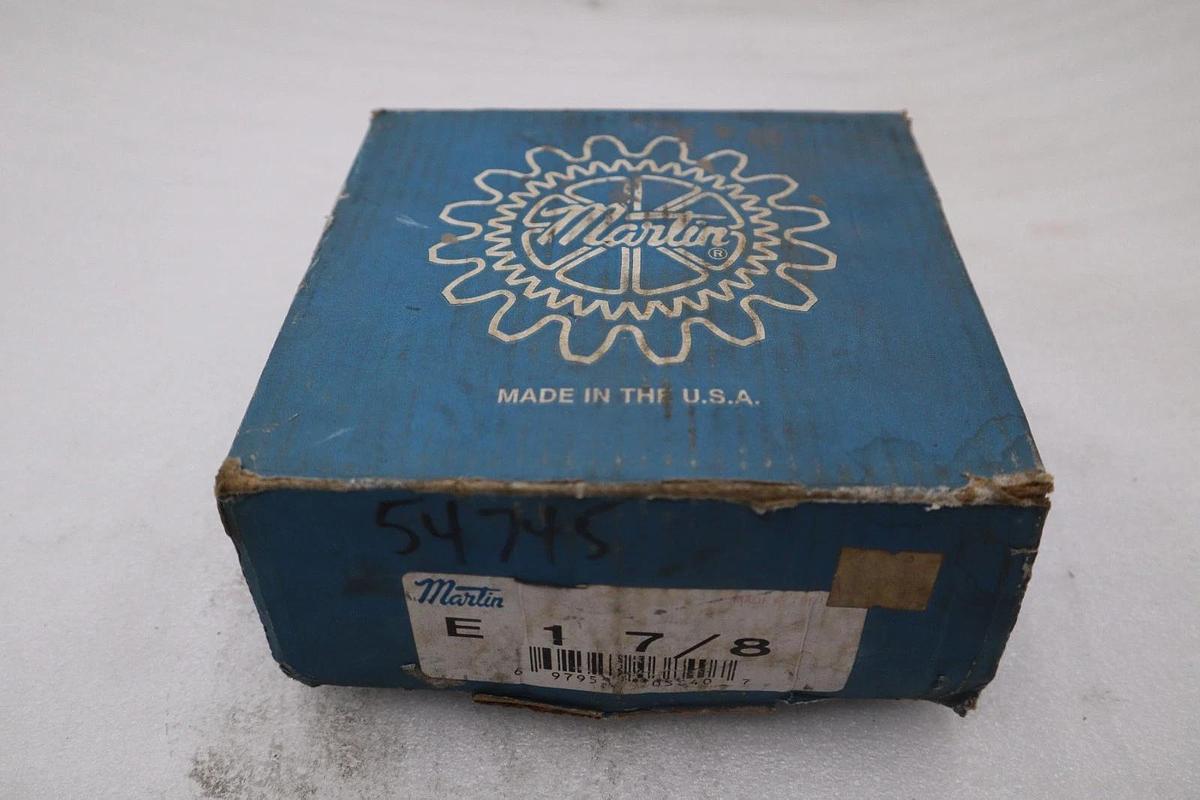 Martin®
MADE IN THE U.S.A.
54745
Martin
E 1 7/8